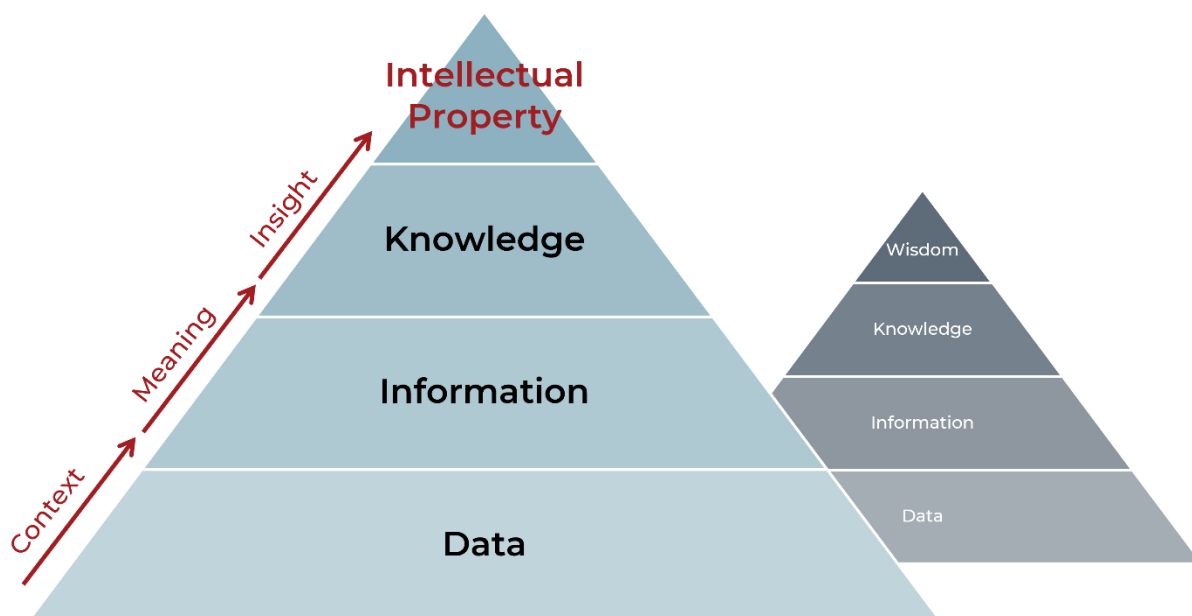 Intellectual
Property
Insight
Knowledge
Meaning
Information
Context
Data
Wisdom
Knowledge
Information
Data